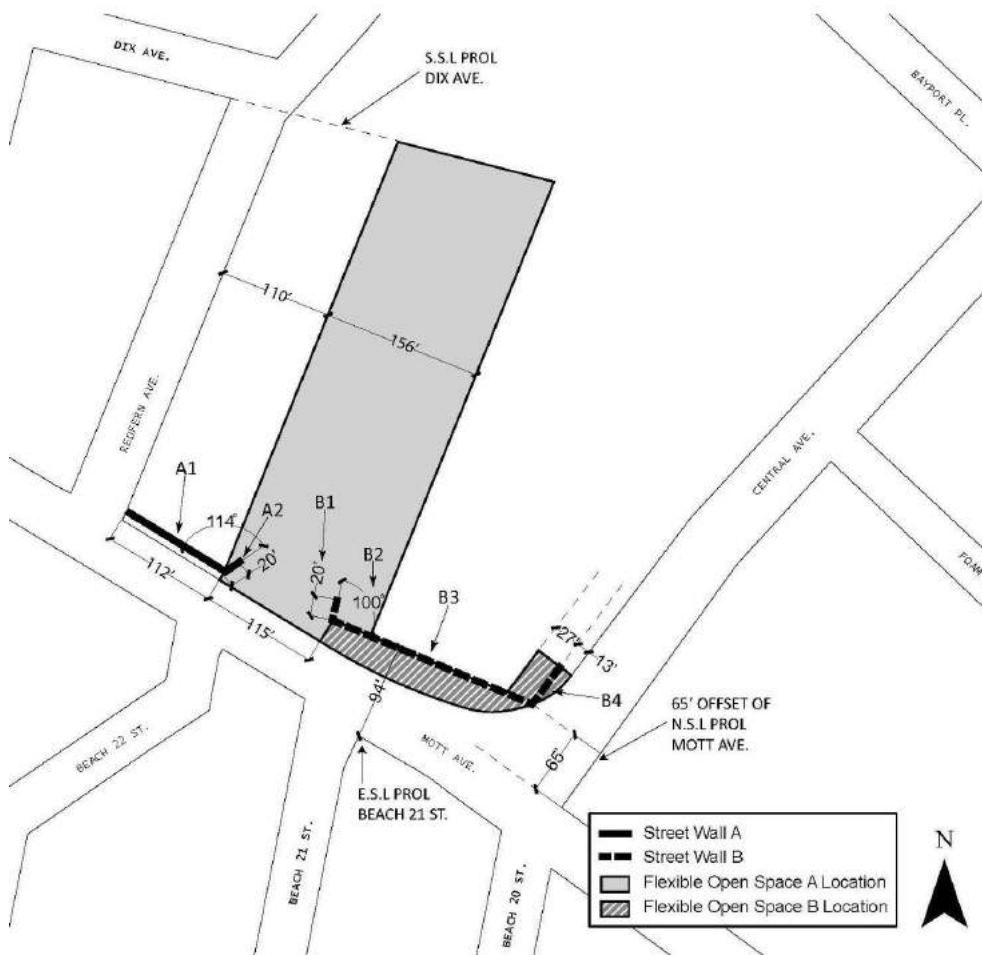 DIX AVE.
S.S.L PROL
DIX AVE.
BAYPORT PL.
110'
156'
REDFERN AVE.
CENTRAL AVE.
A1
114°
A2
20'
B1
20'
B2
100°
B3
FOAM
112'
115'
27'
13'
B4
94'
65'
65' OFFSET OF
N.S.L PROL
MOTT AVE.
MOTT AVE.
BEACH 22 ST.
E.S.L PROL
BEACH 21 ST.
BEACH 21 ST.
BEACH 20 ST.
Street Wall A
Street Wall B
Flexible Open Space A Location
Flexible Open Space B Location
N